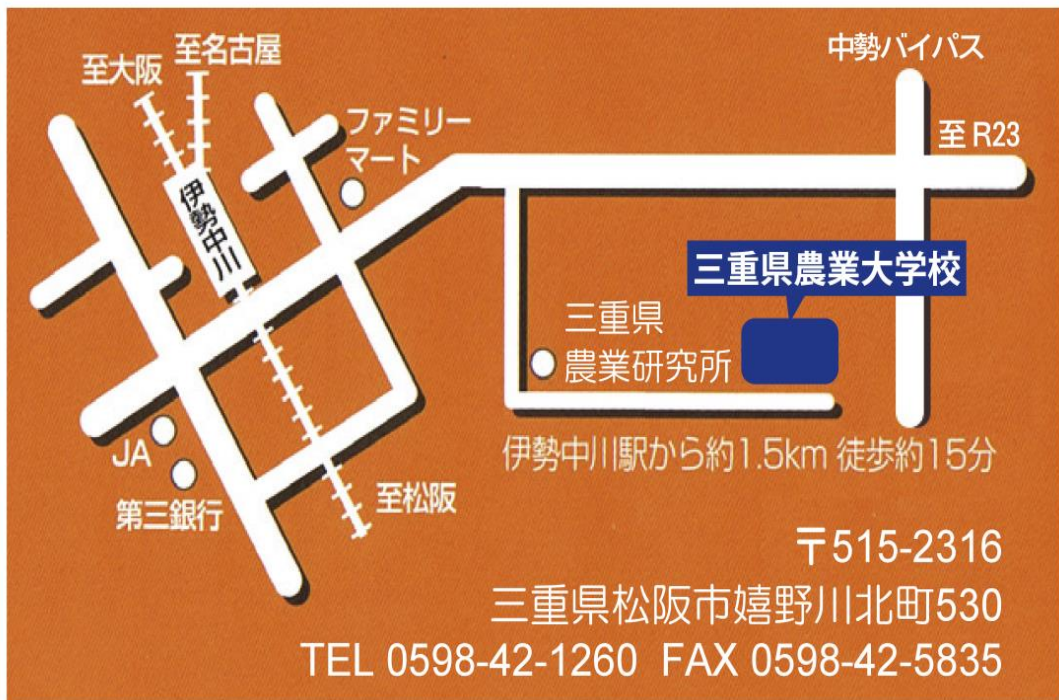 至名古屋
至大阪
中勢バイパス
ファミリー
マート
至 R23
伊勢中川
三重県農業大学校
三重県
農業研究所
JA
第三銀行
至松阪
伊勢中川駅から約1.5km 徒歩約15分
〒515-2316
三重県松阪市嬉野川北町530
TEL 0598-42-1260 FAX 0598-42-5835